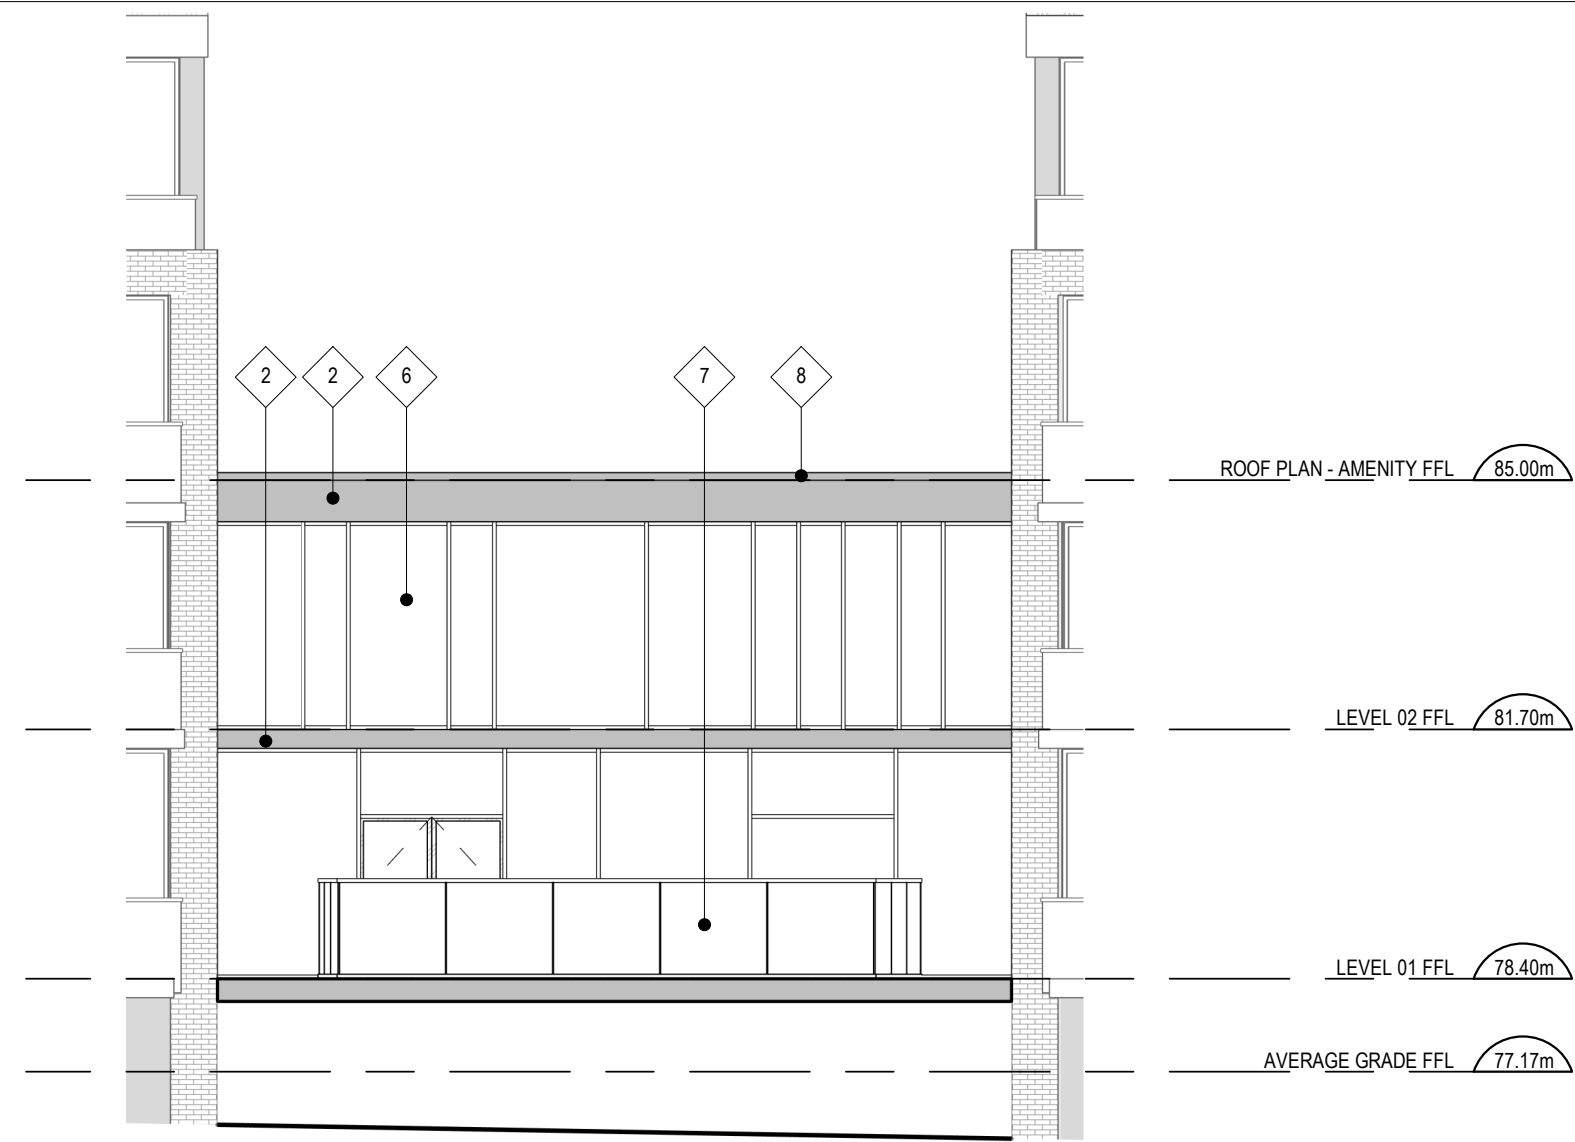 2 2 6 7 8
ROOF PLAN - AMENITY FFL 85.00m
LEVEL 02 FFL 81.70m
LEVEL 01 FFL 78.40m
AVERAGE GRADE FFL 77.17m